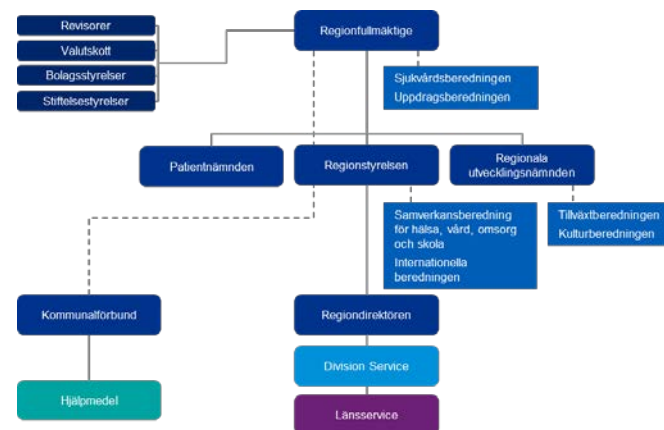 Revisorer
Valutskott
Bolagsstyrelser
Stiftelsestyrelser
Regionfullmäktige
Sjukvårdsberedningen
Uppdragsberedningen
Patientnämnden
Regionstyrelsen
Regionala
utvecklingsnämnden
Samverkansberedning
för hälsa, vård, omsorg
och skola
Internationella
beredningen
Tillväxtberedningen
Kulturberedningen
Kommunalförbund
Regiondirektören
Hjälpmedel
Division Service
Länsservice